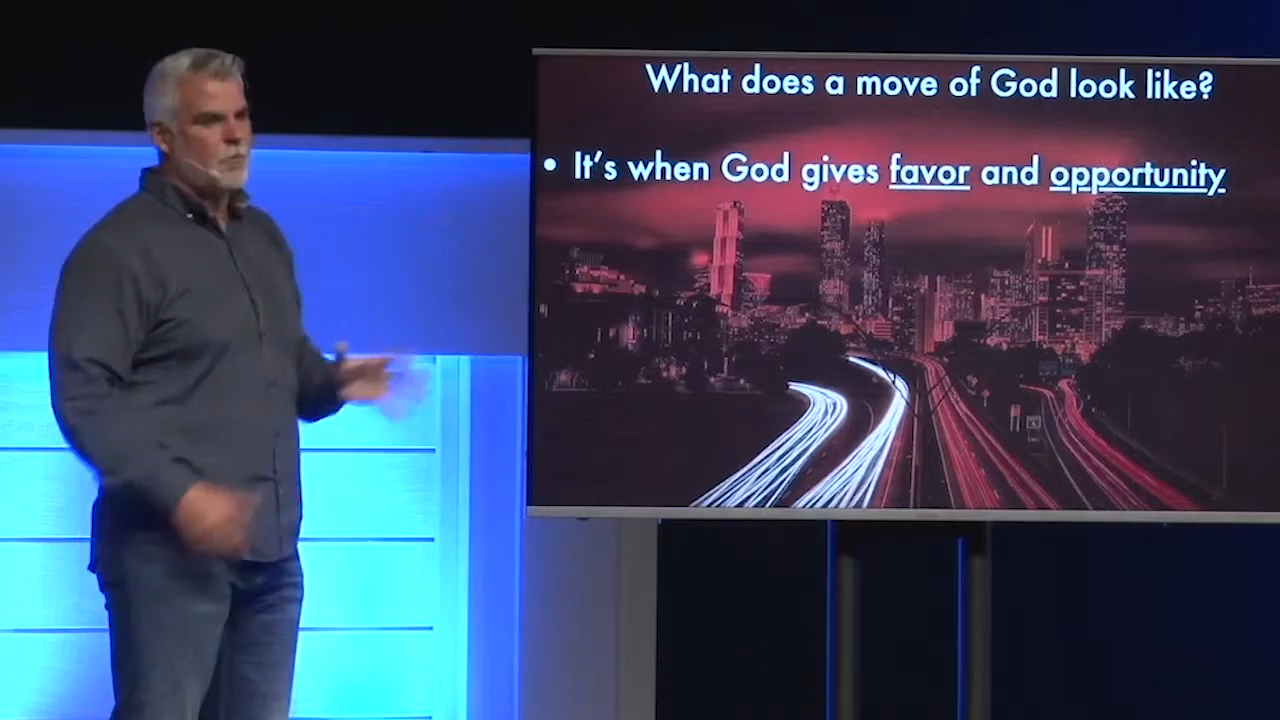 What does a move of God look like?
• It's when God gives favor and opportunity